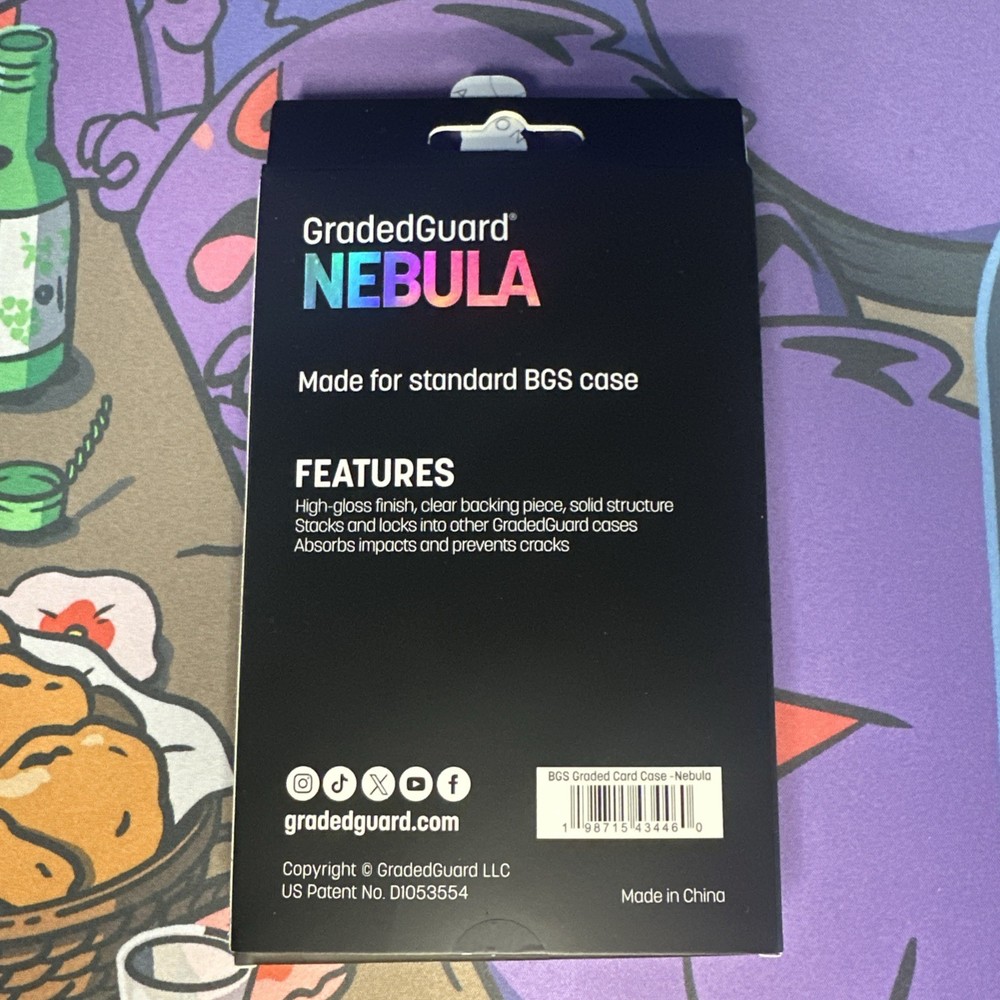 GradedGuard®
NEBULA
Made for standard BGS case
FEATURES
High-gloss finish, clear backing piece, solid structure
Stacks and locks into other GradedGuard cases
Absorbs impacts and prevents cracks
gradedguard.com
BGS Graded Card Case -Nebula
1 98715 43446 0
Copyright © GradedGuard LLC
US Patent No. D1053554
Made in China